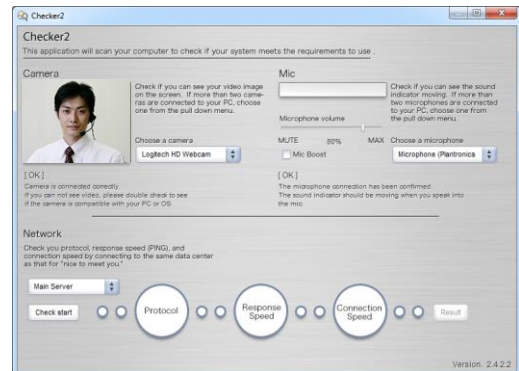 Checker2
Checker2
This application will scan your computer to check if your system meets the requirements to use .
Camera
Check if you can see your video image
on the screen. If more than two came-
ras are connected to your PC, choose
one from the pull down menu.
Choose a camera
Logitech HD Webcam
[ OK ]
Camera is connected correctly.
If you can not see video, please double check to see
if the camera is compatible with your PC or OS.
Mic
Check if you can see the sound
indicator moving. If more than
two microphones are connected
to your PC, choose one from
the pull down menu.
Microphone volume
MUTE 80% MAX
Mic Boost
Choose a microphone
Microphone (Plantronics
[ OK ]
The microphone connection has been confirmed.
The sound indicator should be moving when you speak into
the mic.
Network
Check you protocol, response speed (PING), and
connection speed by connecting to the same data center
as that for "nice to meet you."
Main Server
Check start
Protocol
Response
Speed
Connection
Speed
Result
Version 2.4.2.2